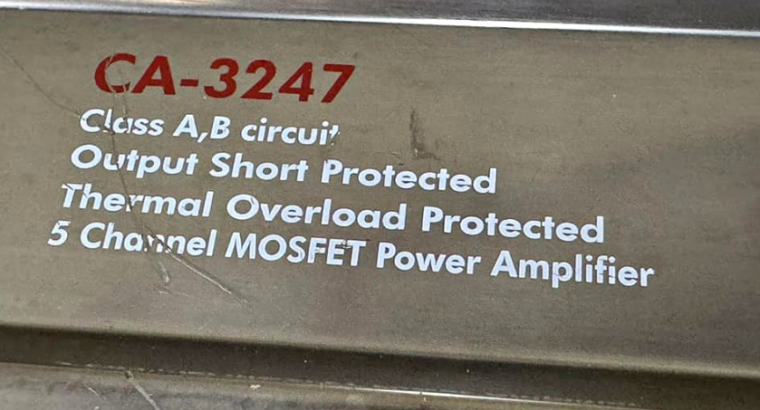 CA-3247
Class A,B circuit
Output Short Protected
Thermal Overload Protected
5 Channel MOSFET Power Amplifier